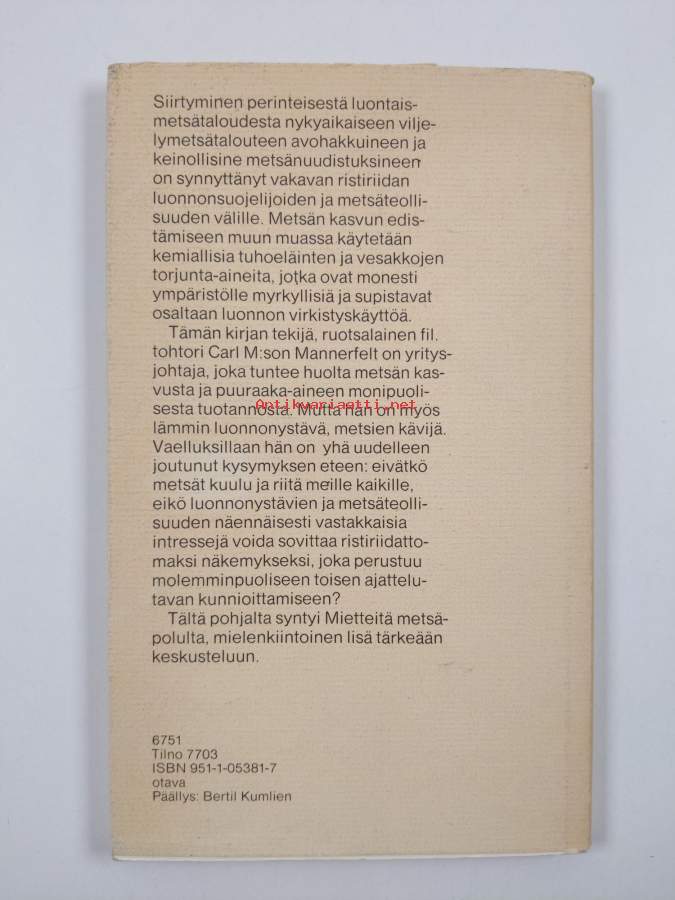 Siirtyminen perinteisestä luontais-
metsätaloudesta nykyaikaiseen vilje-
lymetsätalouteen avohakkuineen ja
keinollisine metsänuudistuksineen
on synnyttänyt vakavan ristiriidan
luonnonsuojelijoiden ja metsäteolli-
suuden välille. Metsän kasvun edis-
tämiseen muun muassa käytetään
kemiallisia tuhoeläinten ja vesakkojen
torjunta-aineita, jotka ovat monesti
ympäristölle myrkyllisiä ja supistavat
osaltaan luonnon virkistyskäyttöä.
Tämän kirjan tekijä, ruotsalainen fil.
tohtori Carl M:son Mannerfelt on yritys-
johtaja, joka tuntee huolta metsän kas-
vusta ja puuraaka-aineen monipuoli-
sesta tuotannosta. Mutta hän on myös
Antikvariaatti.net
lämmin luonnonystävä, metsien kävijä.
Vaelluksillaan hän on yhä uudelleen
joutunut kysymyksen eteen: eivätkö
metsät kuulu ja riitä meille kaikille,
eikö luonnonystävien ja metsäteolli-
suuden näennäisesti vastakkaisia
intressejä voida sovittaa ristiriidatto-
maksi näkemykseksi, joka perustuu
molemminpuoliseen toisen ajattelu-
tavan kunnioittamiseen?
Tältä pohjalta syntyi Mietteitä metsä-
polulta, mielenkiintoinen lisä tärkeään
keskusteluun.
6751
Tilno 7703
ISBN 951-1-05381-7
otava
Päällys: Bertil Kumlien